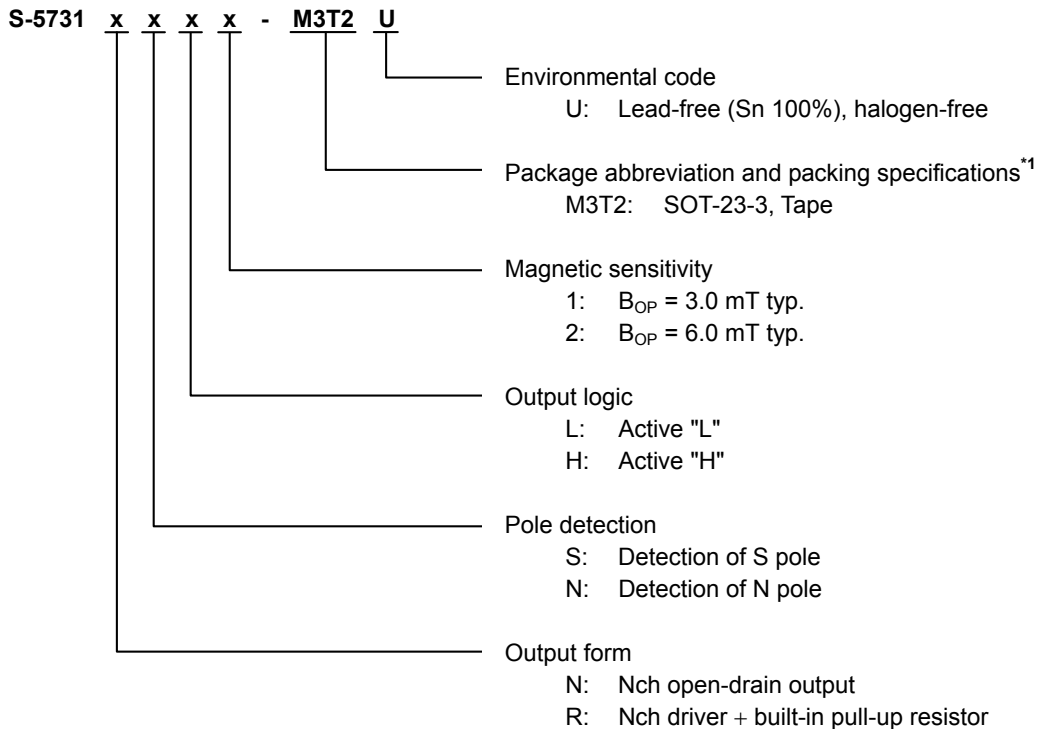 S-5731 x x x x - M3T2 U
Environmental code
U: Lead-free (Sn 100%), halogen-free
Package abbreviation and packing specifications*1
M3T2: SOT-23-3, Tape
Magnetic sensitivity
1: BOP = 3.0 mT typ.
2: BOP = 6.0 mT typ.
Output logic
L: Active "L"
H: Active "H"
Pole detection
S: Detection of S pole
N: Detection of N pole
Output form
N: Nch open-drain output
R: Nch driver + built-in pull-up resistor